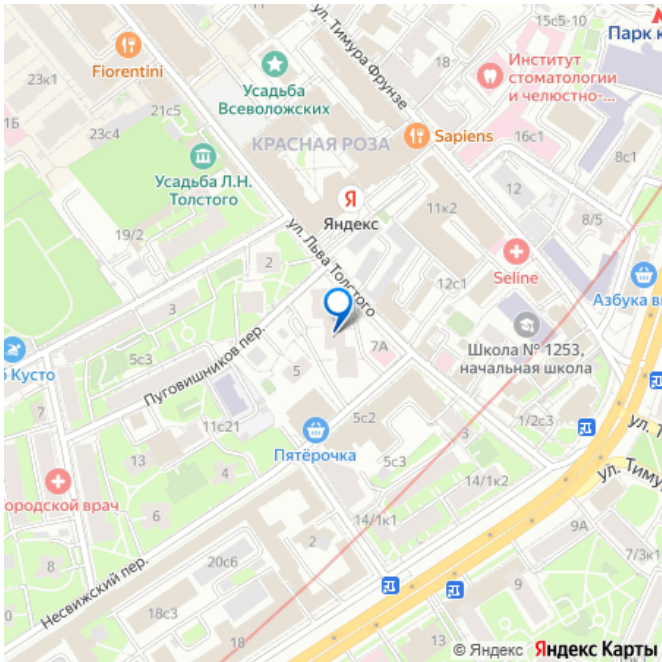 15с5-10
Парк к
ул. Тимура Фрунзе
18
Fiorentini
23к1
Усадьба
Всеволожских
Институт
стоматологии
и челюстно-...
21с5
1Б
23с4
КРАСНАЯ РОЗА
Sapiens
16с1
8с1
Усадьба Л.Н.
Толстого
12
Яндекс
11к2
8/5
19/2
ул. Льва Толстого
Seline
2
12с1
Азбука в
3
Школа № 1253,
начальная школа
7А
5с3
Пуговишников пер.
б Кусто
5
7
11с21
5с2
1/2с3
ул. Т
Пятёрочка
13
5с3
ул. Тиму
4
14/1к2
ородской врач
6
14/1к1
9А
2
7/3к1
8
20с6
Несвижский пер.
9
10
18с3
18
13
4
© Яндекс Яндекс Карты